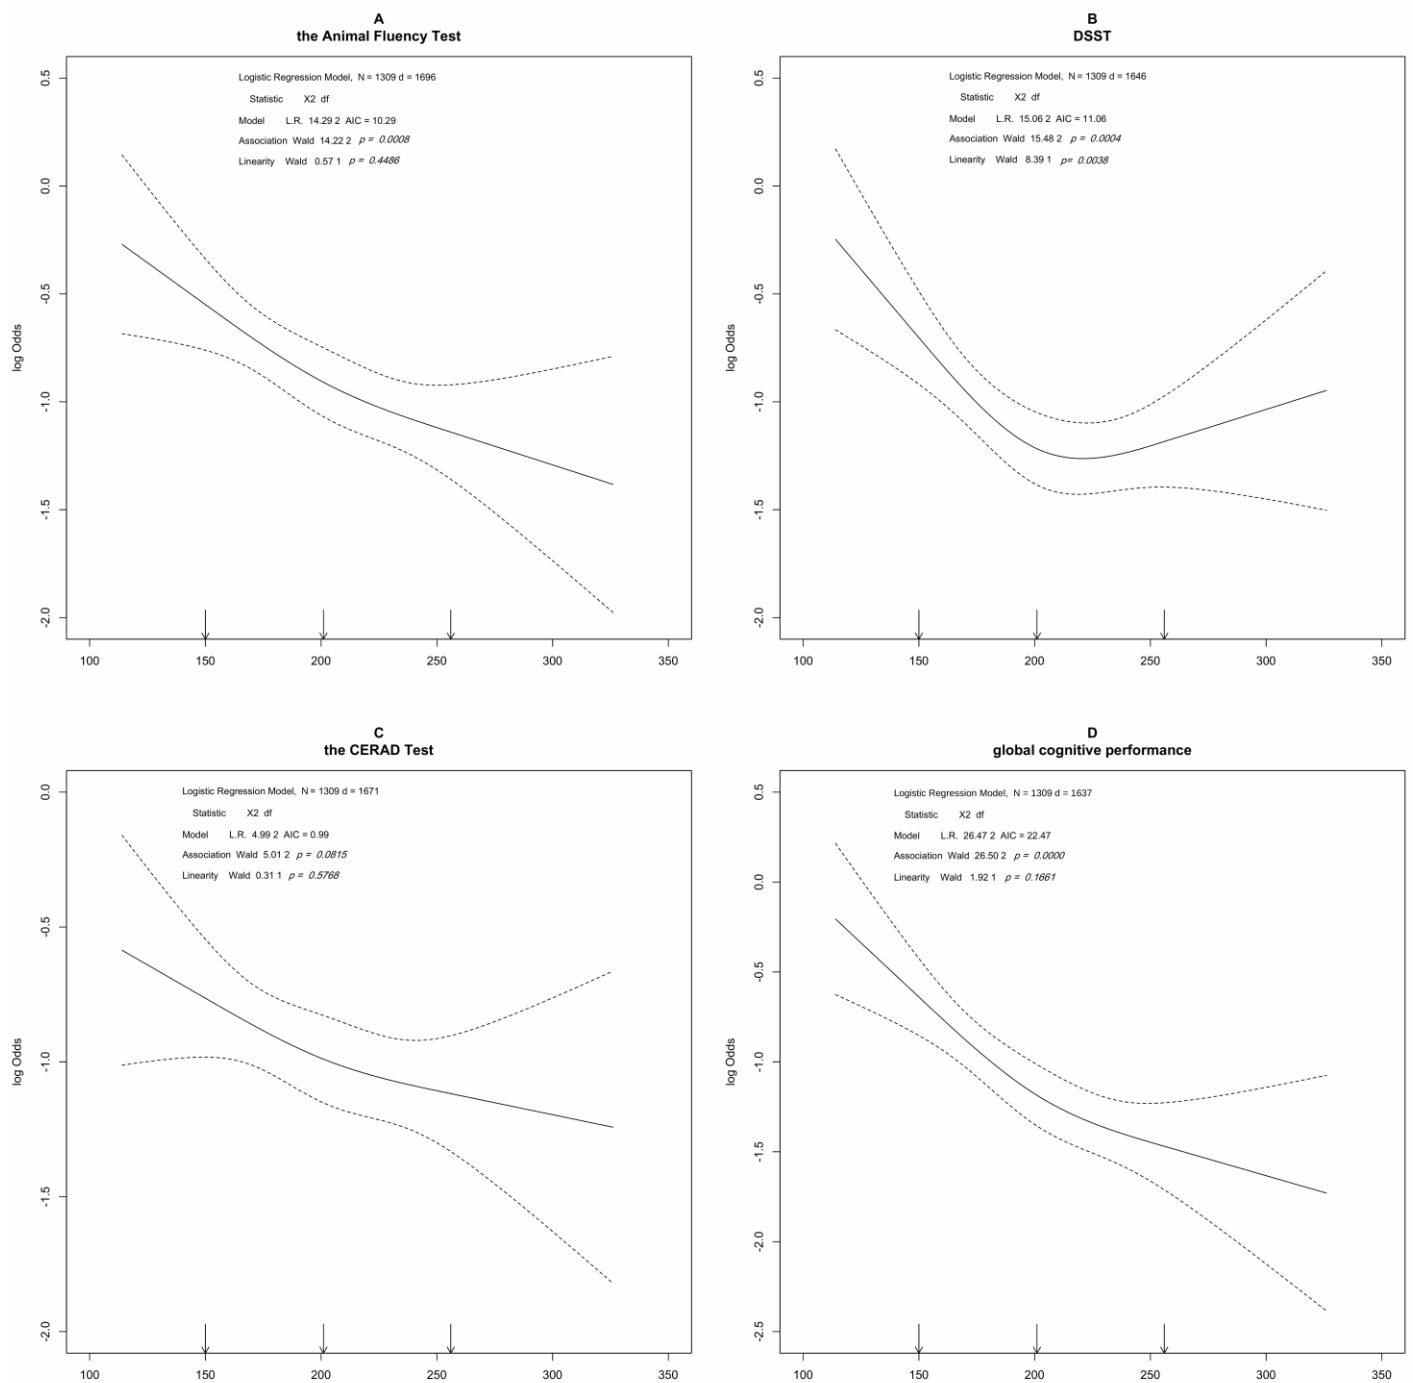 A
the Animal Fluency Test
Logistic Regression Model, N = 1309 d = 1696
Statistic X2 df
Model L.R. 14.29 2 AIC = 10.29
Association Wald 14.22 2 p = 0.0008
Linearity Wald 0.57 1 p = 0.4486
log Odds
0.5
0.0
-0.5
-1.0
-1.5
-2.0
100 150 200 250 300 350
B
DSST
Logistic Regression Model, N = 1309 d = 1646
Statistic X2 df
Model L.R. 15.06 2 AIC = 11.06
Association Wald 15.48 2 p = 0.0004
Linearity Wald 8.39 1 p= 0.0038
log Odds
0.5
0.0
-0.5
-1.0
-1.5
-2.0
100 150 200 250 300 350
C
the CERAD Test
Logistic Regression Model, N = 1309 d = 1671
Statistic X2 df
Model L.R. 4.99 2 AIC = 0.99
Association Wald 5.01 2 p = 0.0815
Linearity Wald 0.31 1 p = 0.5768
log Odds
0.0
-0.5
-1.0
-1.5
-2.0
100 150 200 250 300 350
D
global cognitive performance
Logistic Regression Model, N = 1309 d = 1637
Statistic X2 df
Model L.R. 26.47 2 AIC = 22.47
Association Wald 26.50 2 p = 0.0000
Linearity Wald 1.92 1 p = 0.1661
log Odds
0.5
0.0
-0.5
-1.0
-1.5
-2.0
-2.5
100 150 200 250 300 350